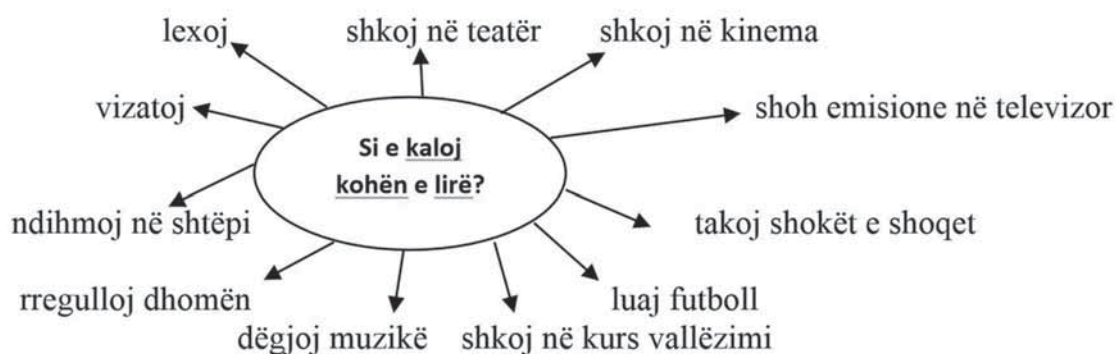 lexoj
shkoj në teatër
shkoj në kinema
vizatoj
shoh emisione në televizor
Si e kaloj
kohën e lirë?
ndihmoj në shtëpi
takoj shokët e shoqet
rregulloj dhomën
luaj futboll
dëgjoj muzikë
shkoj në kurs vallëzimi